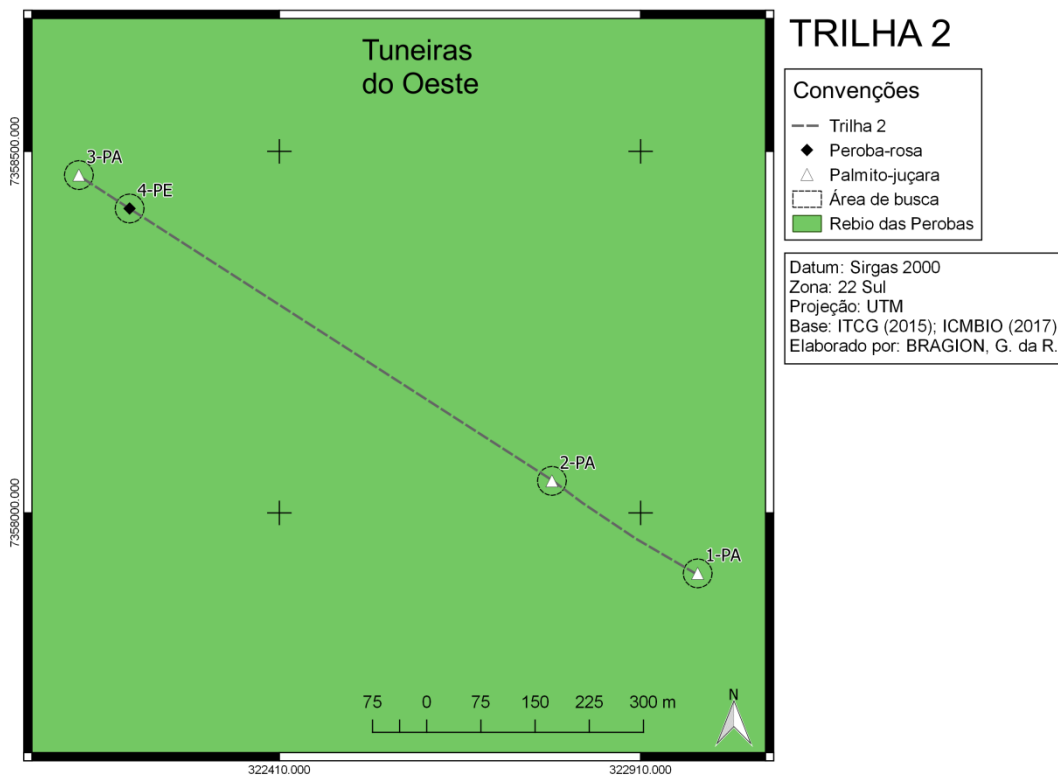 TRILHA 2
Tuneiras
do Oeste
Convenções
Trilha 2
Peroba-rosa
Palmito-juçara
Área de busca
Rebio das Perobas
Datum: Sirgas 2000
Zona: 22 Sul
Projeção: UTM
Base: ITCG (2015); ICMBIO (2017)
Elaborado por: BRAGION, G. da R.
7358500.000
3-PA
4-PE
2-PA
7358000.000
1-PA
75 0 75 150 225 300 m
N
322410.000 322910.000